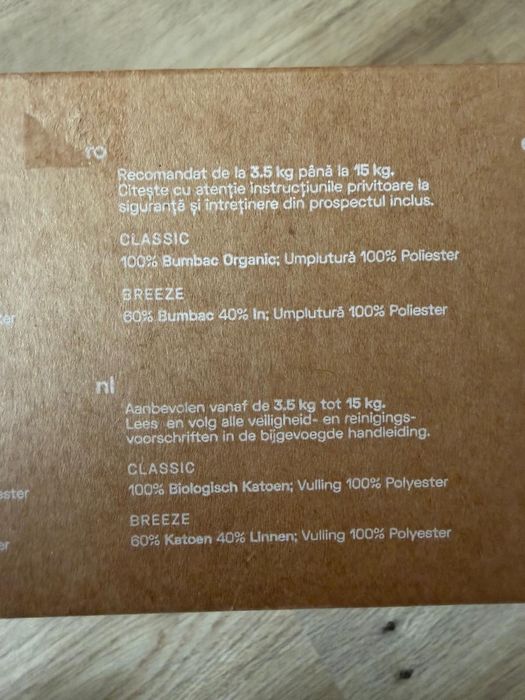 ro
Recomandat de la 3.5 kg până la 15 kg.
Citește cu atenție instrucțiunile privitoare la
siguranță și întreținere din prospectul inclus.
CLASSIC
100% Bumbac Organic; Umplutură 100% Poliester
BREEZE
60% Bumbac 40% In; Umplutură 100% Poliester
nl
Aanbevolen vanaf de 3.5 kg tot 15 kg.
Lees en volg alle veiligheid- en reinigings-
voorschriften in de bijgevoegde handleiding.
CLASSIC
100% Biologisch Katoen; Vulling 100% Polyester
BREEZE
60% Katoen 40% Linnen; Vulling 100% Polyester